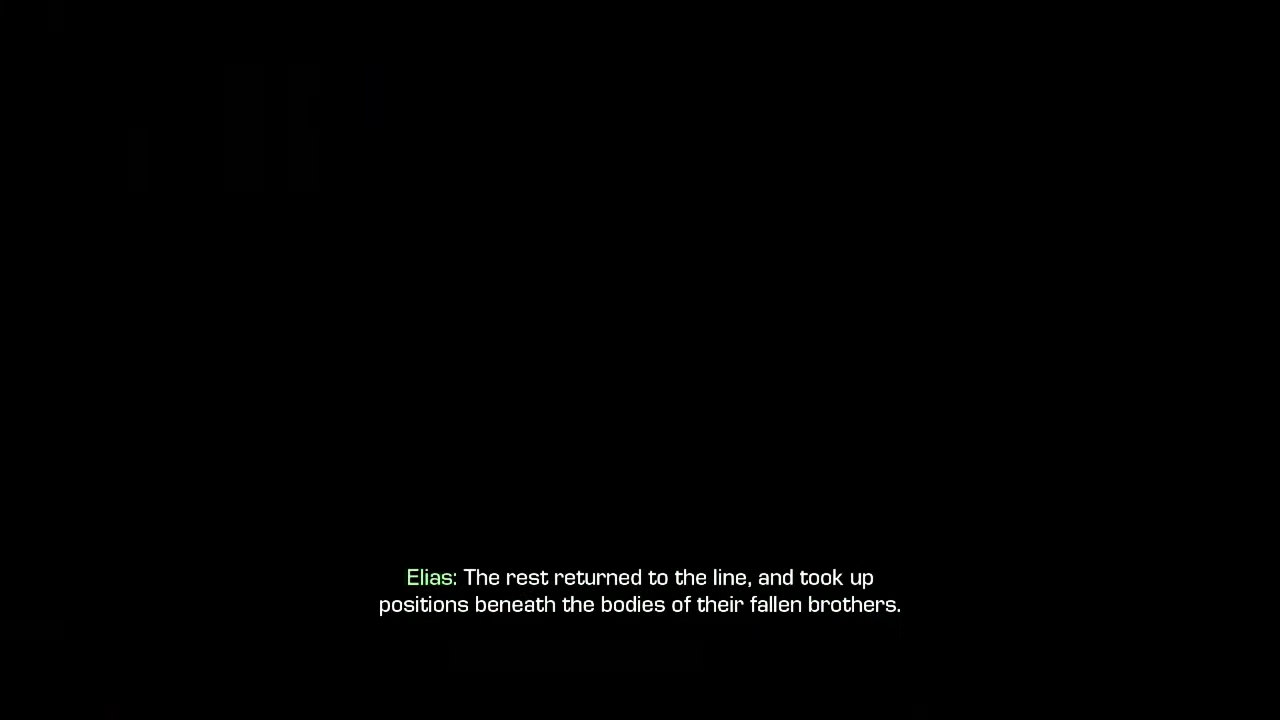 Elias: The rest returned to the line, and took up
positions beneath the bodies of their fallen brothers.